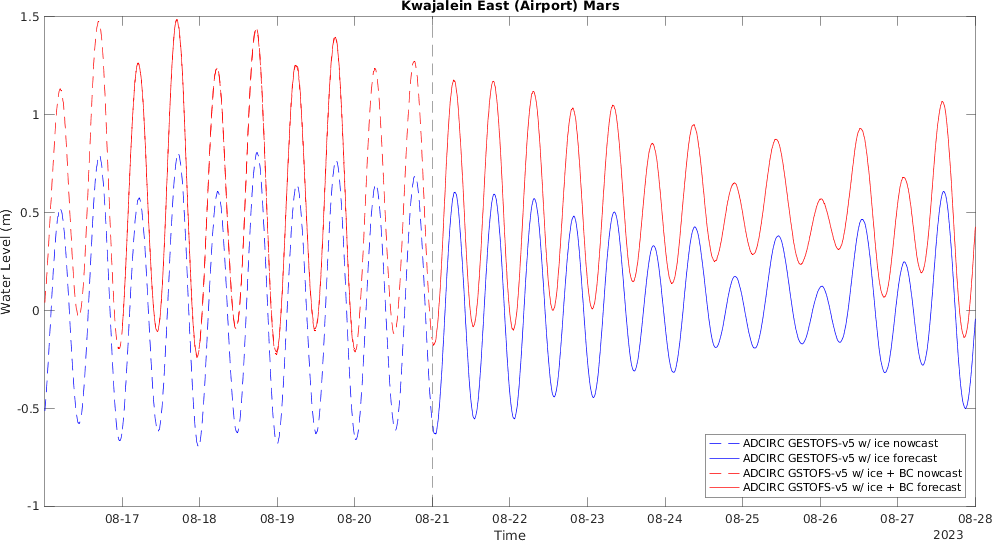 Kwajalein East (Airport) Mars
1.5
1
0.5
0
-0.5
-1
Water Level (m)
08-17 08-18 08-19 08-20 08-21 08-22 08-23 08-24 08-25 08-26 08-27 08-28
Time
2023
ADCIRC GESTOFS-v5 w/ ice nowcast
ADCIRC GESTOFS-v5 w/ ice forecast
ADCIRC GSTOFS-v5 w/ ice + BC nowcast
ADCIRC GSTOFS-v5 w/ ice + BC forecast